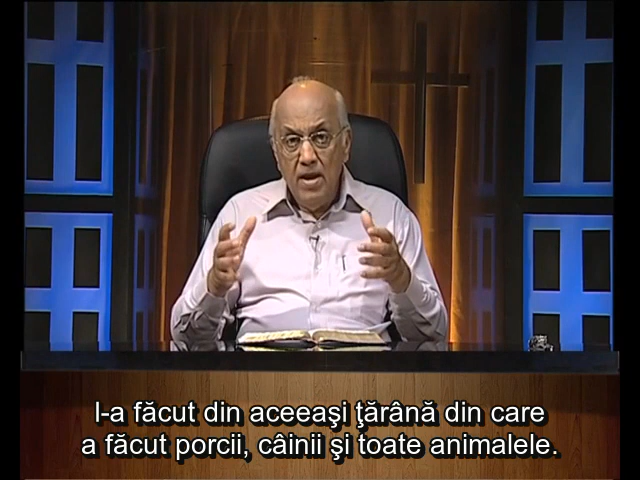 I-a făcut din aceeaşi ţărână din care
a făcut porcii, câinii şi toate animalele.